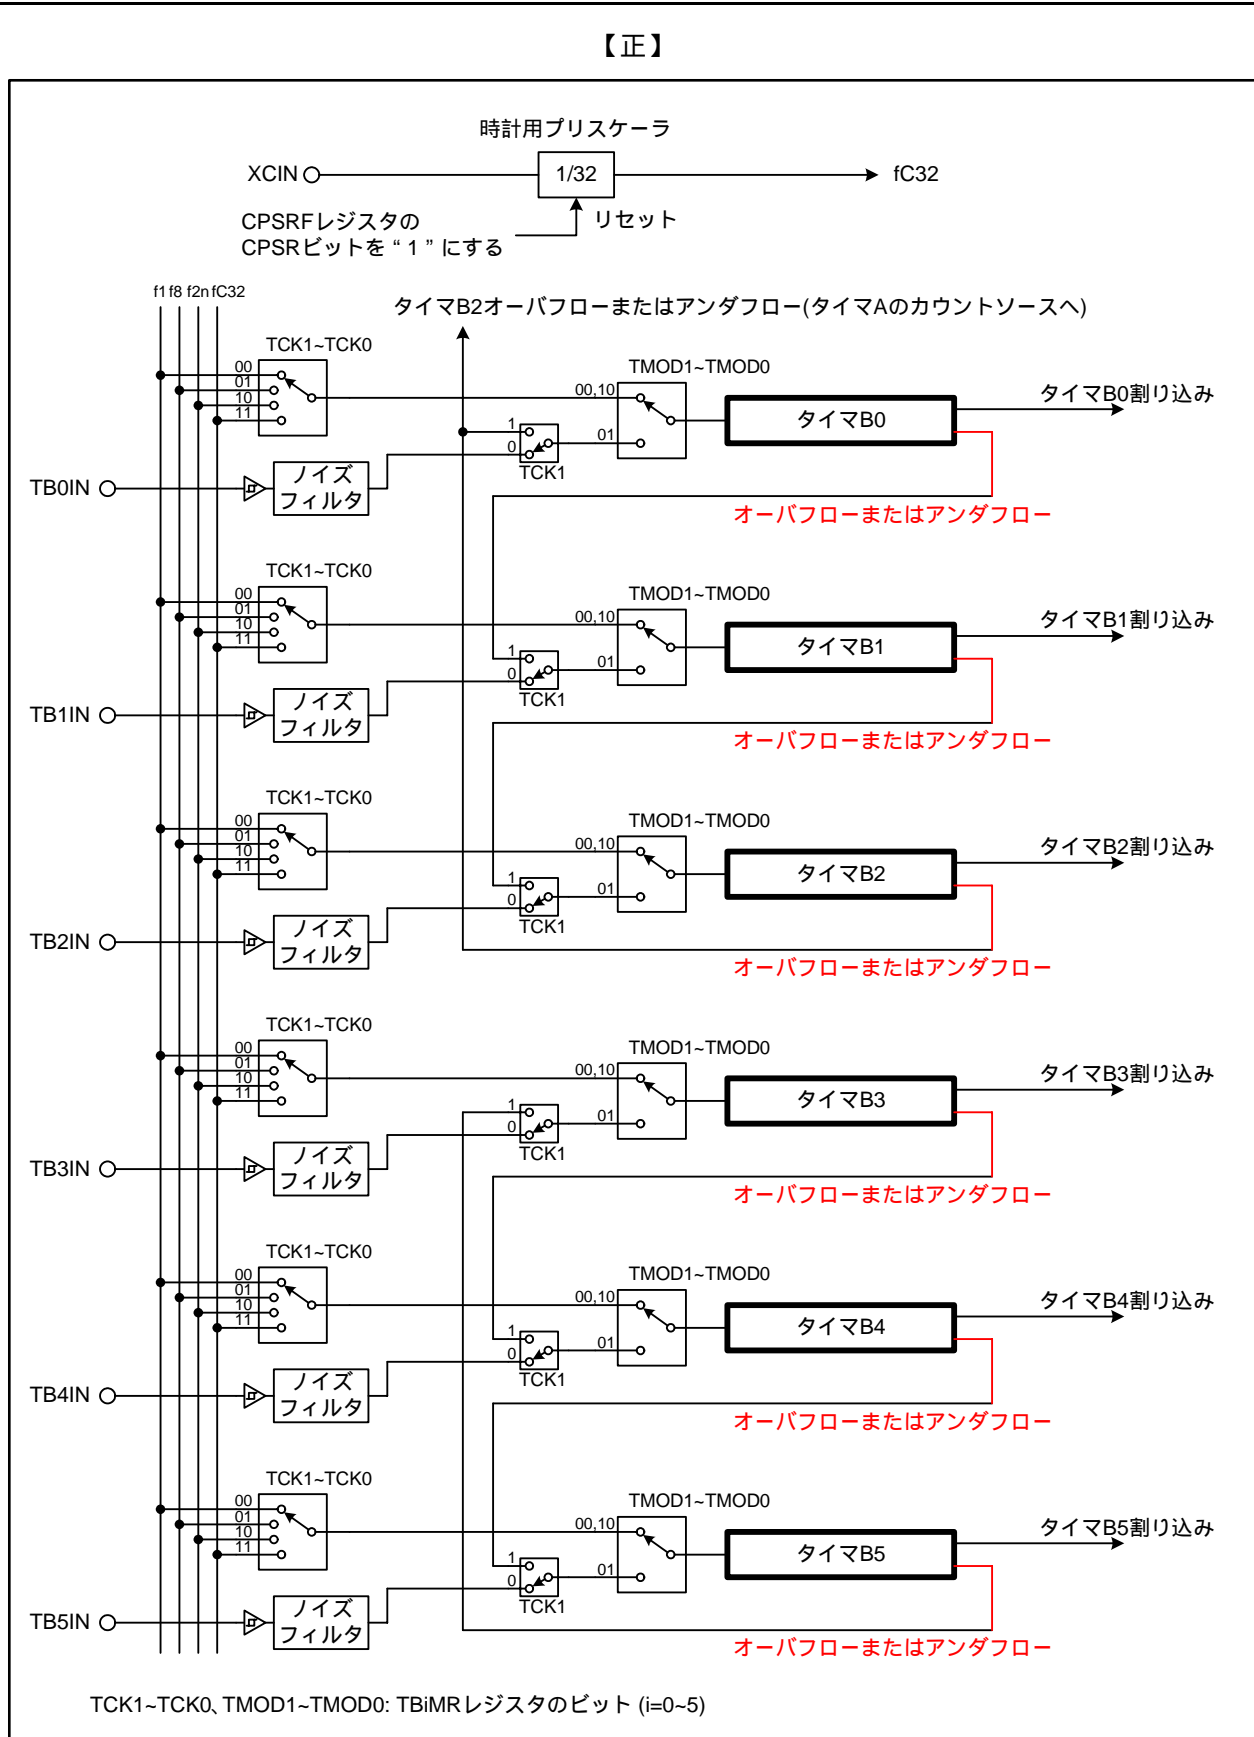 【正】
時計用プリスケーラ
XCIN
1/32
fC32
CPSRFレジスタの
CPSRビットを“1”にする
リセット
f1 f8 f2n fC32
タイマB2オーバフローまたはアンダフロー(タイマAのカウントソースへ)
TCK1~TCK0
TMOD1~TMOD0
00
01
10
11
00,10
タイマB0
タイマB0割り込み
1
0
01
TCK1
TB0IN
ノイズ
フィルタ
オーバフローまたはアンダフロー
TCK1~TCK0
TMOD1~TMOD0
00
01
10
11
00,10
タイマB1
タイマB1割り込み
1
0
01
TCK1
TB1IN
ノイズ
フィルタ
オーバフローまたはアンダフロー
TCK1~TCK0
TMOD1~TMOD0
00
01
10
11
00,10
タイマB2
タイマB2割り込み
1
0
01
TCK1
TB2IN
ノイズ
フィルタ
オーバフローまたはアンダフロー
TCK1~TCK0
TMOD1~TMOD0
00
01
10
11
00,10
タイマB3
タイマB3割り込み
1
0
01
TCK1
TB3IN
ノイズ
フィルタ
オーバフローまたはアンダフロー
TCK1~TCK0
TMOD1~TMOD0
00
01
10
11
00,10
タイマB4
タイマB4割り込み
1
0
01
TCK1
TB4IN
ノイズ
フィルタ
オーバフローまたはアンダフロー
TCK1~TCK0
TMOD1~TMOD0
00
01
10
11
00,10
タイマB5
タイマB5割り込み
1
0
01
TCK1
TB5IN
ノイズ
フィルタ
オーバフローまたはアンダフロー
TCK1~TCK0、TMOD1~TMOD0: TBiMRレジスタのビット (i=0~5)